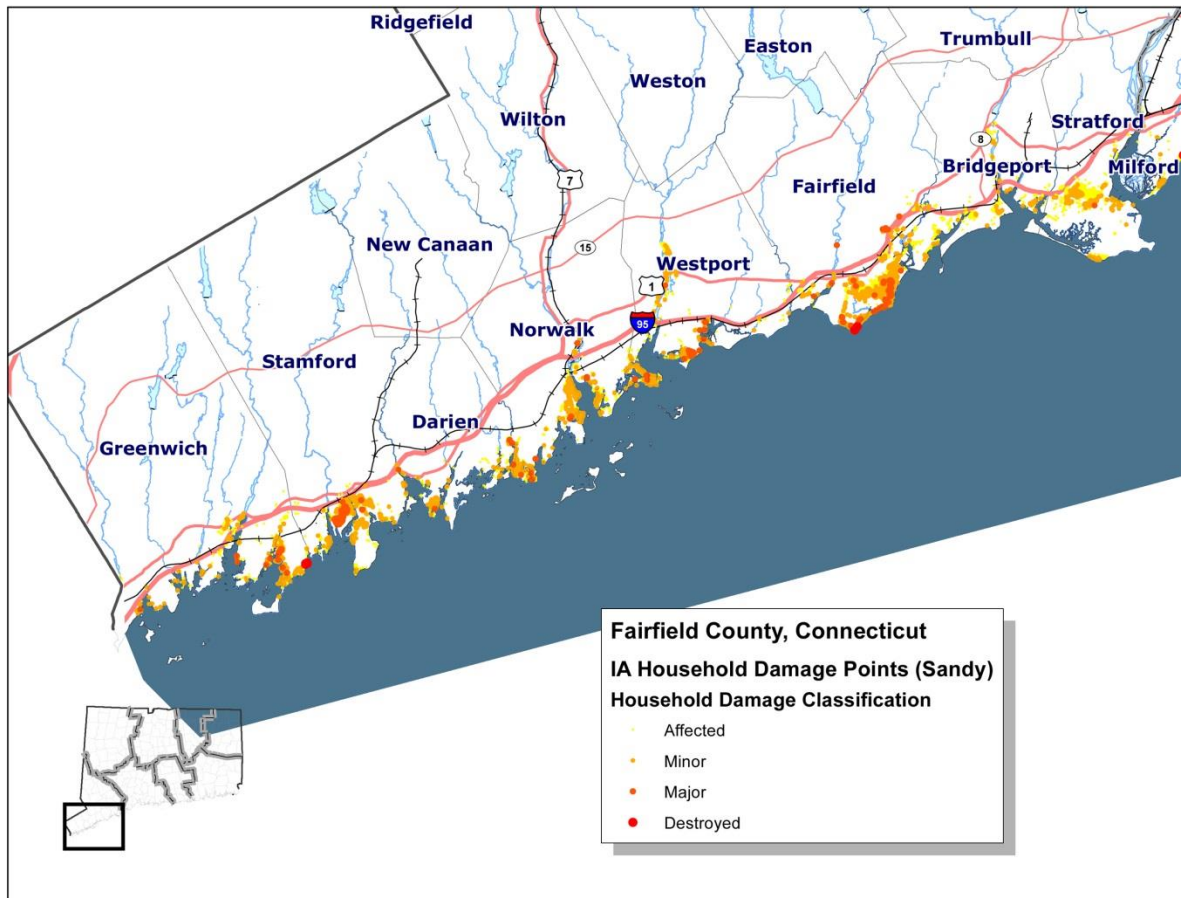 Ridgefield
Easton
Trumbull
Weston
Wilton
Stratford
8
Bridgeport
Milford
7
Fairfield
New Canaan
15
Westport
1
95
Norwalk
Stamford
Darien
Greenwich
Fairfield County, Connecticut
IA Household Damage Points (Sandy)
Household Damage Classification
Affected
Minor
Major
Destroyed